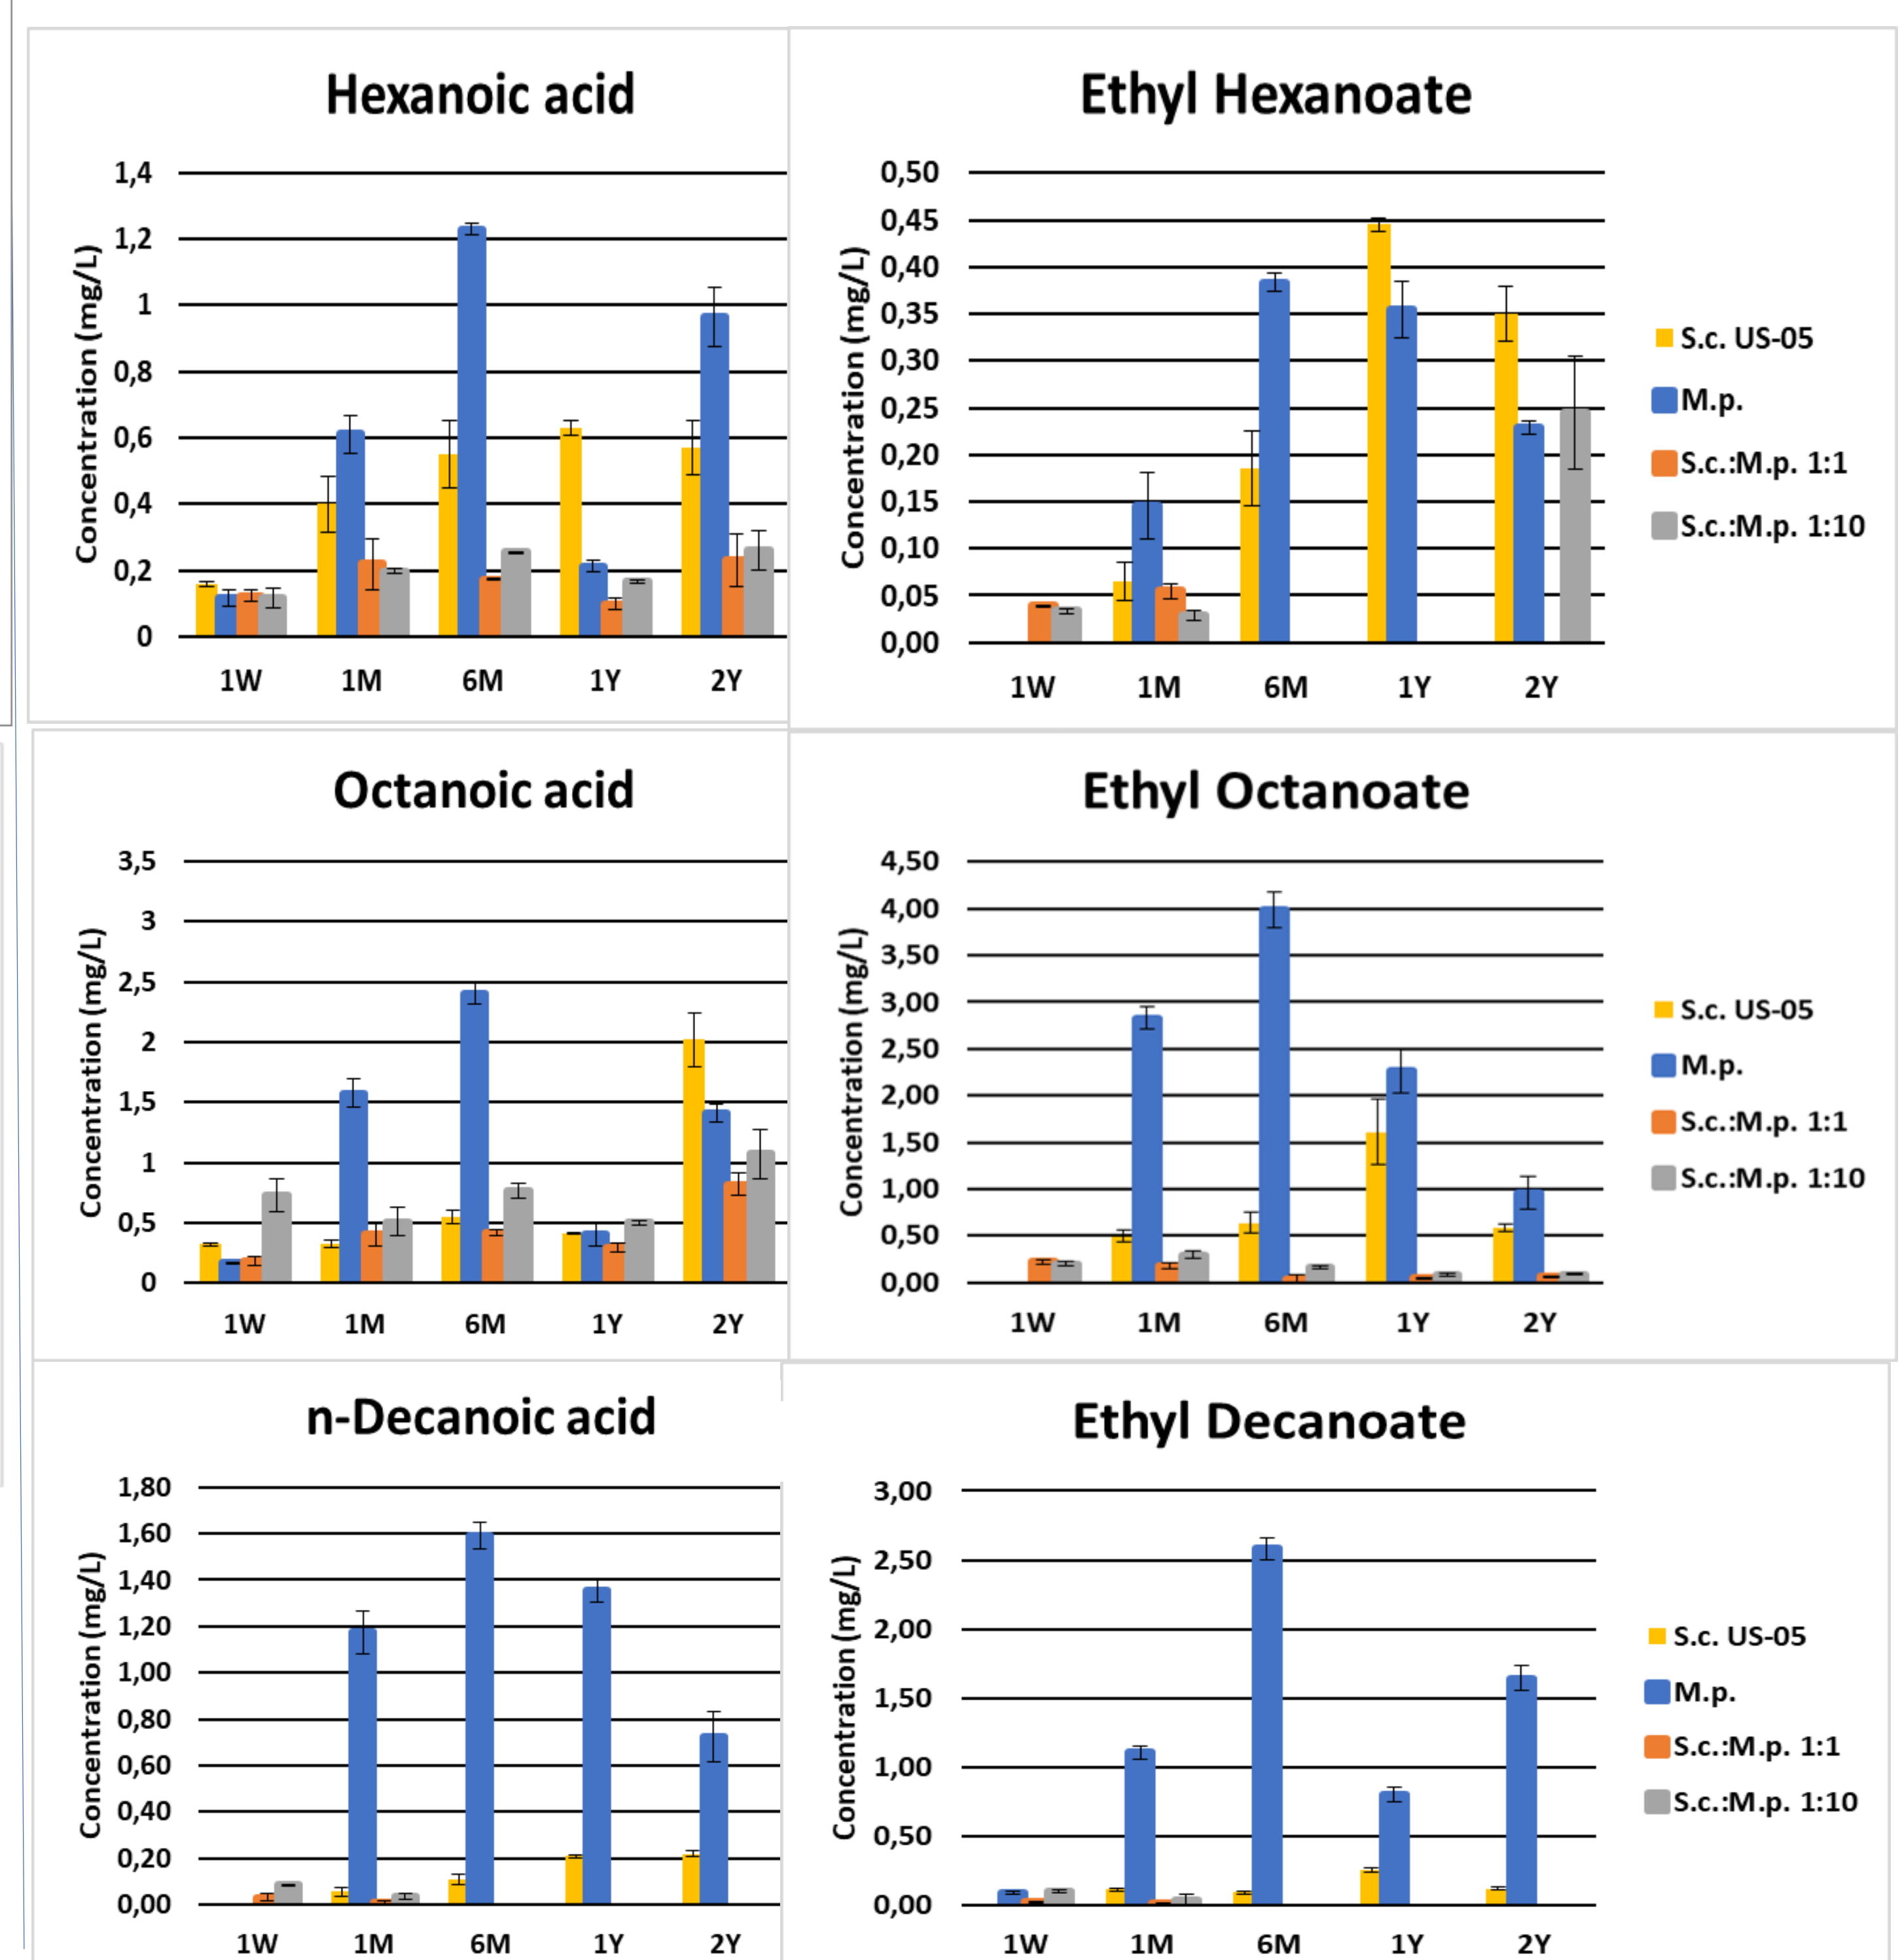 Hexanoic acid
Concentration (mg/L)
1,4
1,2
1
0,8
0,6
0,4
0,2
0
1W 1M 6M 1Y 2Y
Ethyl Hexanoate
Concentration (mg/L)
0,50
0,45
0,40
0,35
0,30
0,25
0,20
0,15
0,10
0,05
0,00
1W 1M 6M 1Y 2Y
S.c. US-05
M.p.
S.c.:M.p. 1:1
S.c.:M.p. 1:10
Octanoic acid
Concentration (mg/L)
3,5
3
2,5
2
1,5
1
0,5
0
1W 1M 6M 1Y 2Y
Ethyl Octanoate
Concentration (mg/L)
4,50
4,00
3,50
3,00
2,50
2,00
1,50
1,00
0,50
0,00
1W 1M 6M 1Y 2Y
S.c. US-05
M.p.
S.c.:M.p. 1:1
S.c.:M.p. 1:10
n-Decanoic acid
Concentration (mg/L)
1,80
1,60
1,40
1,20
1,00
0,80
0,60
0,40
0,20
0,00
1W 1M 6M 1Y 2Y
Ethyl Decanoate
Concentration (mg/L)
3,00
2,50
2,00
1,50
1,00
0,50
0,00
1W 1M 6M 1Y 2Y
S.c. US-05
M.p.
S.c.:M.p. 1:1
S.c.:M.p. 1:10